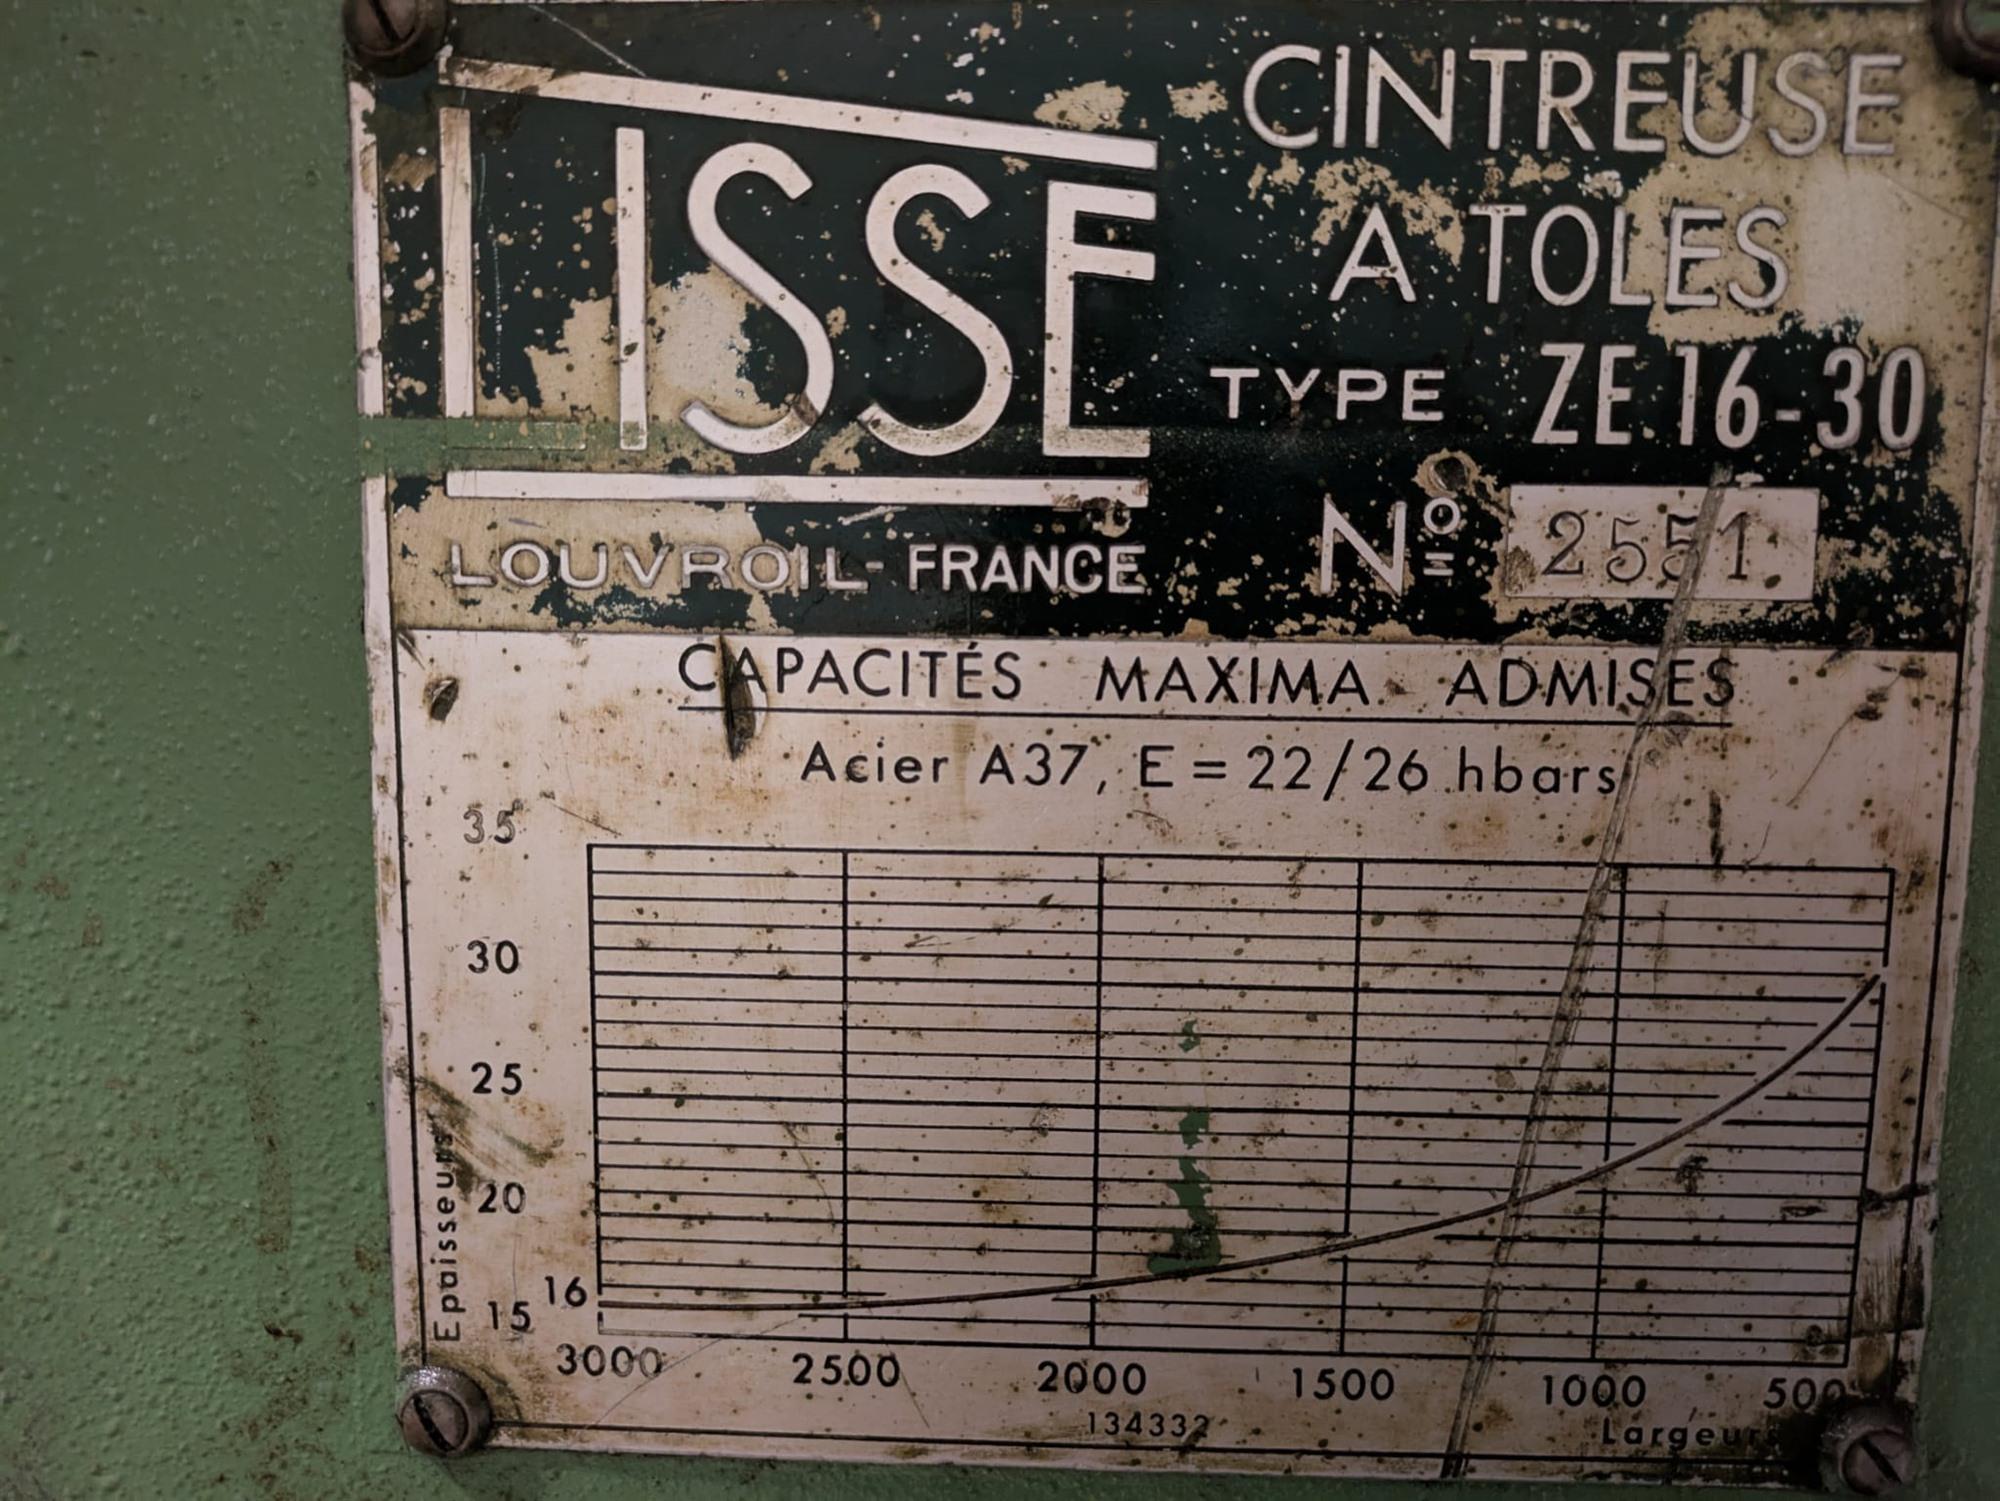 LISSE
LOUVROIL - FRANCE
CINTREUSE
A TOLES
TYPE ZE 16-30
Nº 2551
CAPACITÉS MAXIMA ADMISES
Acier A37, E = 22/26 hbars
35
30
25
20
16
15
Epaisseurs
3000 2500 2000 1500 1000 500
134332
Largeurs